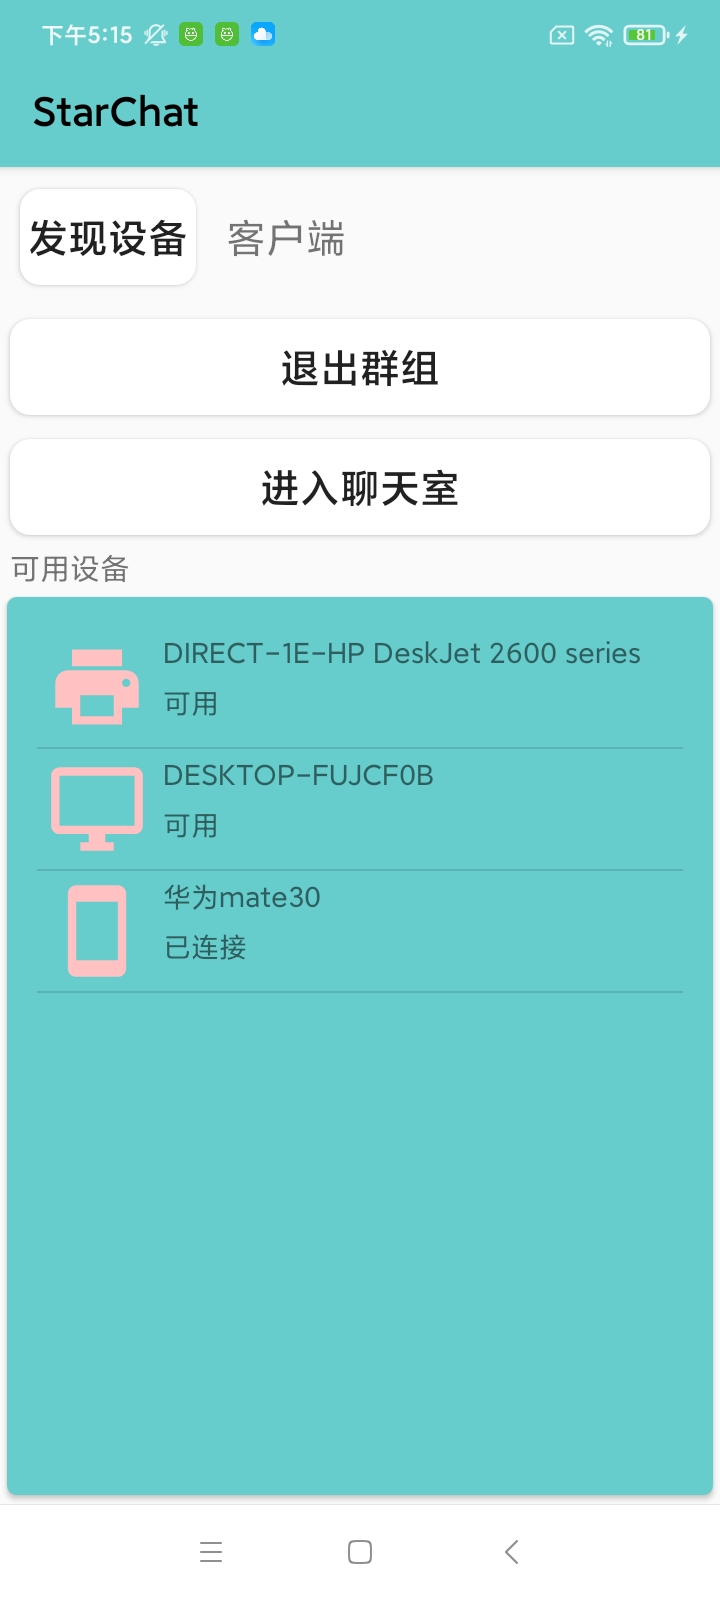 下午5:15
81
StarChat
发现设备 客户端
退出群组
进入聊天室
可用设备
DIRECT-1E-HP DeskJet 2600 series
可用
DESKTOP-FUJCF0B
可用
华为mate30
已连接